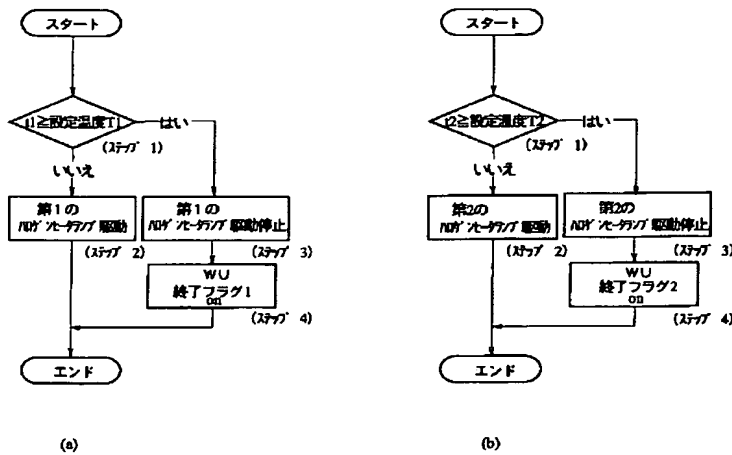 スタート
t1≧設定温度T1
はい
(ステップ 1)
いいえ
第1の
ハロゲンヒータランプ駆動
(ステップ 2)
第1の
ハロゲンヒータランプ駆動停止
(ステップ 3)
WU
終了フラグ1
on
(ステップ 4)
エンド
(a)
スタート
t2≧設定温度T2
はい
(ステップ 1)
いいえ
第2の
ハロゲンヒータランプ駆動
(ステップ 2)
第2の
ハロゲンヒータランプ駆動停止
(ステップ 3)
WU
終了フラグ2
on
(ステップ 4)
エンド
(b)